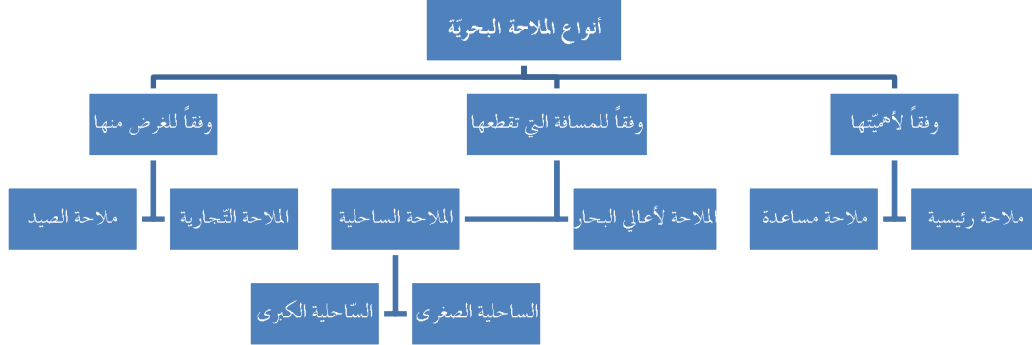 أنواع الملاحة البحريّة
وفقاً لأهميّتها
وفقاً للمسافة التي تقطعها
وفقاً للغرض منها
ملاحة رئيسية
ملاحة مساعدة
الملاحة لأعالي البحار
الملاحة الساحلية
الملاحة التّجارية
ملاحة الصيد
الساحلية الصغرى
السّاحلية الكبرى